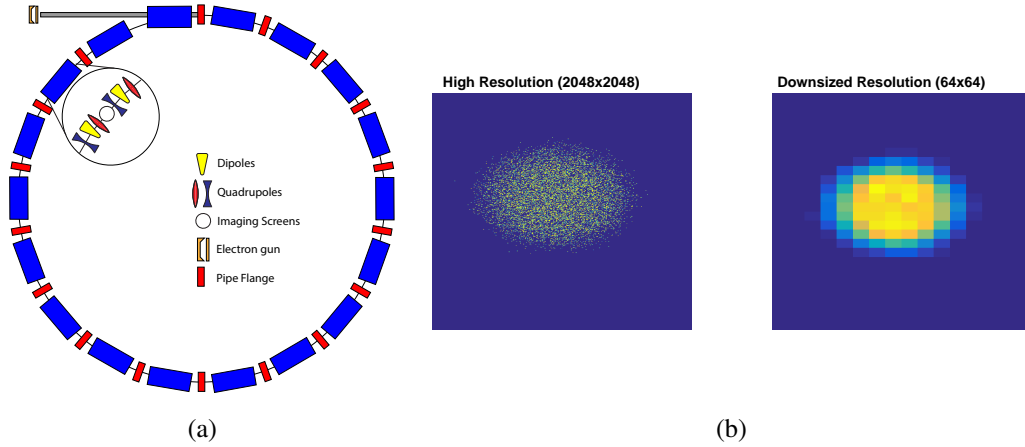 Dipoles
Quadrupoles
Imaging Screens
Electron gun
Pipe Flange
(a)
High Resolution (2048x2048)
Downsized Resolution (64x64)
(b)